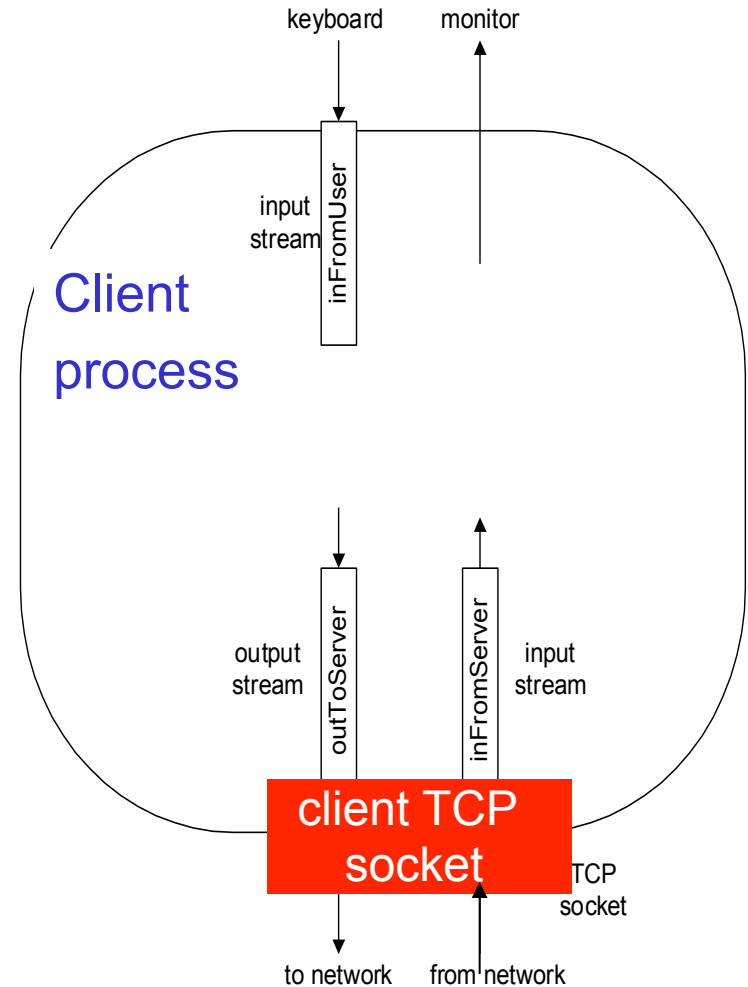 keyboard
monitor
input
stream
inFromUser
Client
process
output
stream
outToServer
inFromServer
input
stream
client TCP
socket
TCP
socket
to network
from network